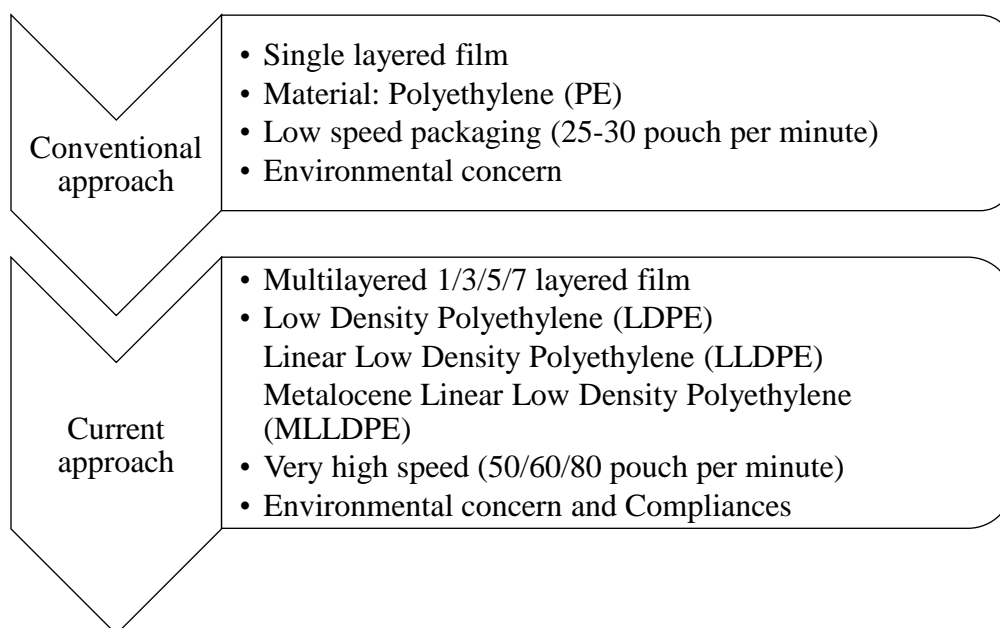 Conventional
approach
• Single layered film
• Material: Polyethylene (PE)
• Low speed packaging (25-30 pouch per minute)
• Environmental concern
Current
approach
• Multilayered 1/3/5/7 layered film
• Low Density Polyethylene (LDPE)
Linear Low Density Polyethylene (LLDPE)
Metalocene Linear Low Density Polyethylene
(MLLDPE)
• Very high speed (50/60/80 pouch per minute)
• Environmental concern and Compliances